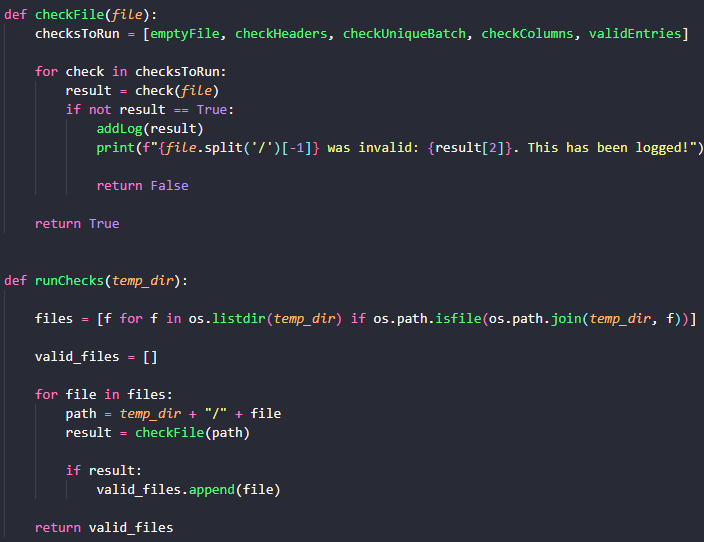 def checkFile(file):
    checksToRun = [emptyFile, checkHeaders, checkUniqueBatch, checkColumns, validEntries]
    for check in checksToRun:
        result = check(file)
        if not result == True:
            addLog(result)
            print(f"{file.split('/')[-1]} was invalid: {result[2]}. This has been logged!")
            return False
    return True
def runChecks(temp_dir):
    files = [f for f in os.listdir(temp_dir) if os.path.isfile(os.path.join(temp_dir, f))]
    valid_files = []
    for file in files:
        path = temp_dir + "/" + file
        result = checkFile(path)
        if result:
            valid_files.append(file)
    return valid_files